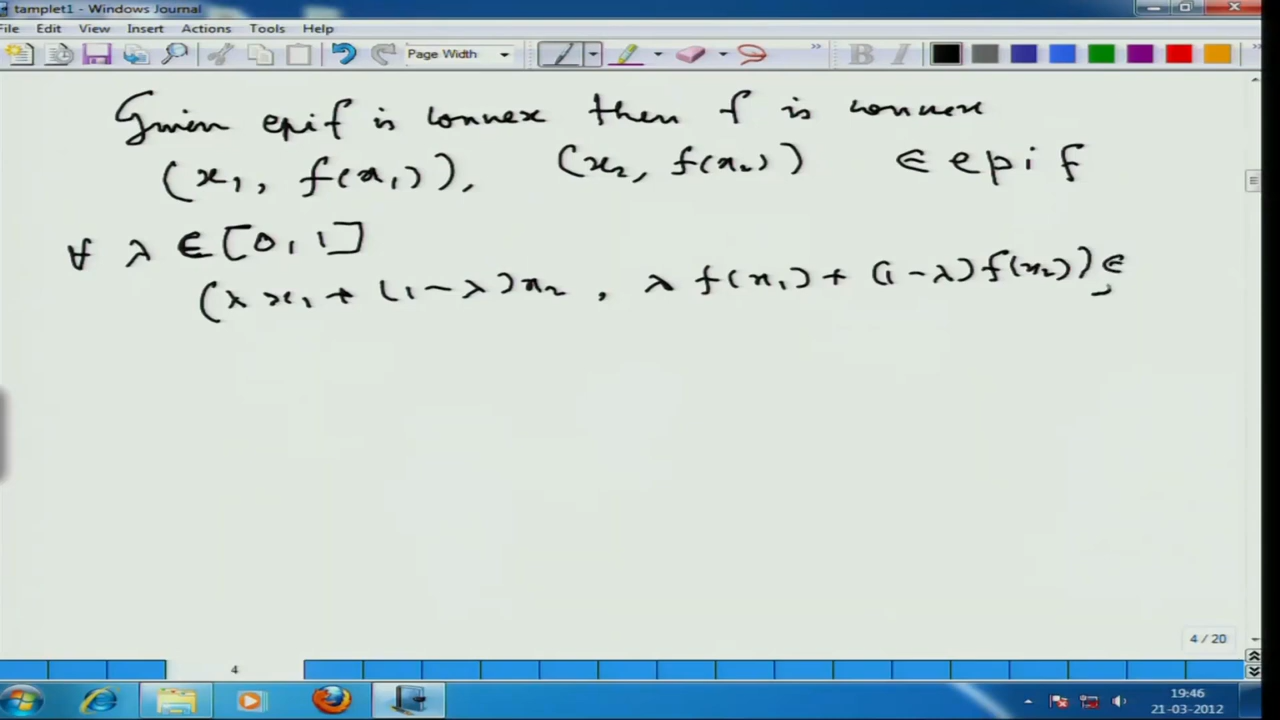 tamplet1 - Windows Journal
File Edit View Insert Actions Tools Help
Page Width
Given epi f is convex then f is convex
(x₁, f(x₁)), (x₂, f(x₂)) ∈ epi f
∀ λ ∈ [0, 1]
(λ x₁ + (1 - λ) x₂ , λ f(x₁) + (1 - λ) f(x₂)) ∈
4 / 20
4
19:46
21-03-2012